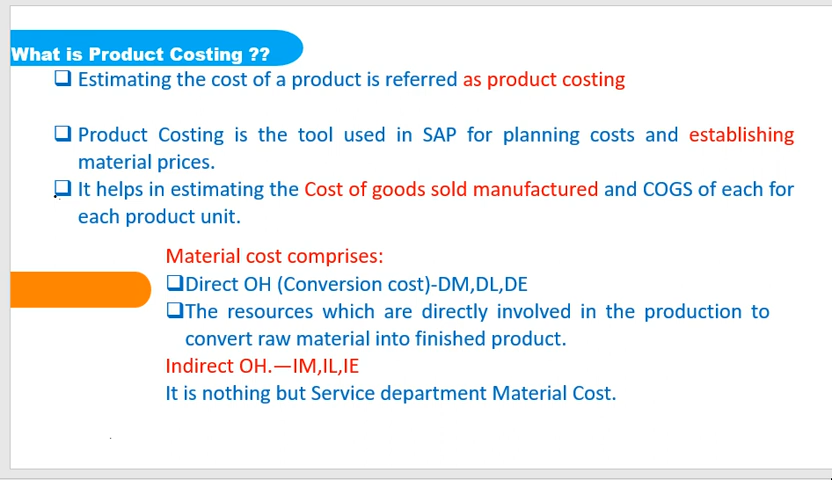 What is Product Costing ??
❑ Estimating the cost of a product is referred as product costing
❑ Product Costing is the tool used in SAP for planning costs and establishing
material prices.
❑ It helps in estimating the Cost of goods sold manufactured and COGS of each for
each product unit.
Material cost comprises:
❑Direct OH (Conversion cost)-DM,DL,DE
❑The resources which are directly involved in the production to
convert raw material into finished product.
Indirect OH.—IM,IL,IE
It is nothing but Service department Material Cost.